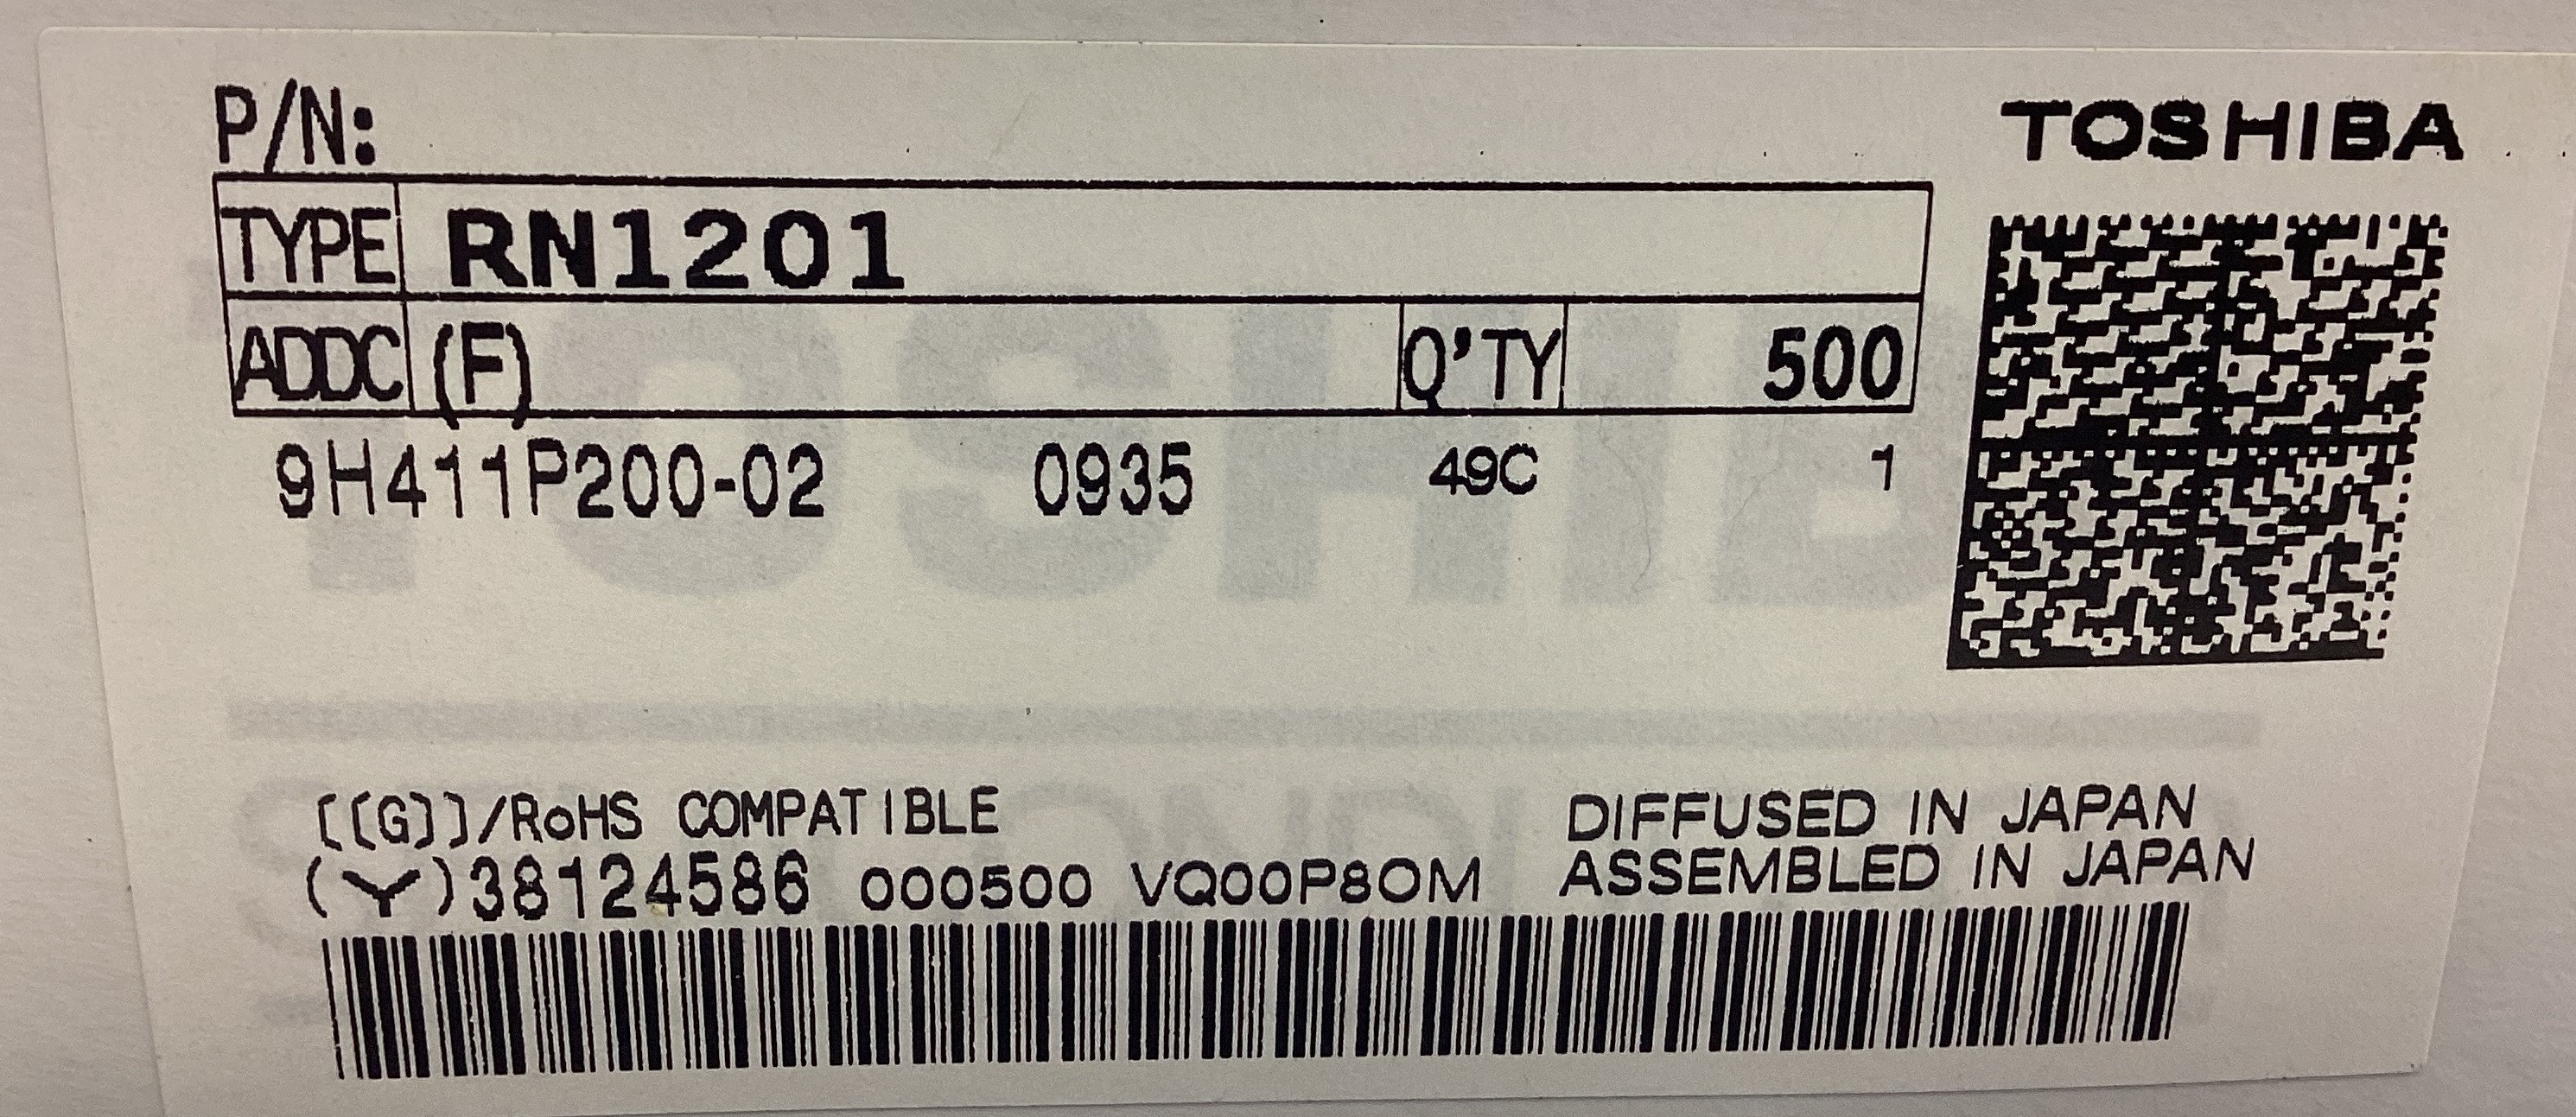 P/N:
TOSHIBA
TYPE RN1201
ADDC (F) Q'TY 500
9H411P200-02 0935 49C 1
[[G]]/RoHS COMPATIBLE
DIFFUSED IN JAPAN
(Y)38124586 000500 VQ00P80M
ASSEMBLED IN JAPAN